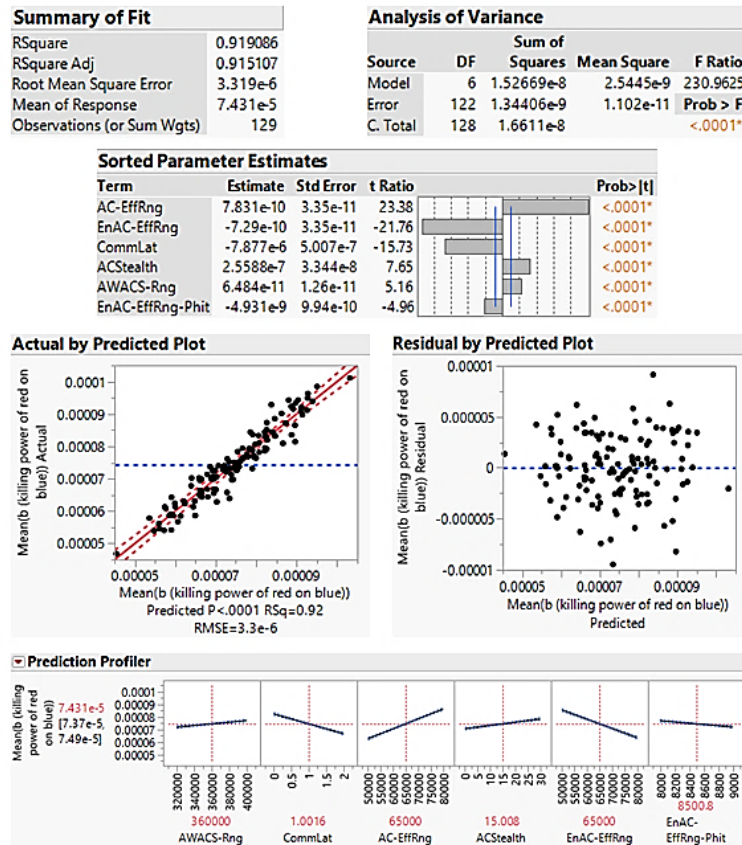 Summary of Fit
RSquare 0.919086
RSquare Adj 0.915107
Root Mean Square Error 3.319e-6
Mean of Response 7.431e-5
Observations (or Sum Wgts) 129
Analysis of Variance
Sum of
Source DF Squares Mean Square F Ratio
Model 6 1.52669e-8 2.5445e-9 230.9625
Error 122 1.34406e-9 1.102e-11 Prob > F
C. Total 128 1.6611e-8 <.0001*
Sorted Parameter Estimates
Term Estimate Std Error t Ratio Prob>|t|
AC-EffRng 7.831e-10 3.35e-11 23.38 <.0001*
EnAC-EffRng -7.29e-10 3.35e-11 -21.76 <.0001*
CommLat -7.877e-6 5.007e-7 -15.73 <.0001*
ACStealth 2.5588e-7 3.344e-8 7.65 <.0001*
AWACS-Rng 6.484e-11 1.26e-11 5.16 <.0001*
EnAC-EffRng-Phit -4.931e-9 9.94e-10 -4.96 <.0001*
Actual by Predicted Plot
Mean(b (killing power of red on
blue)) Actual
0.0001
0.00009
0.00008
0.00007
0.00006
0.00005
0.00005 0.00007 0.00009
Mean(b (killing power of red on blue))
Predicted P<.0001 RSq=0.92
RMSE=3.3e-6
Residual by Predicted Plot
Mean(b (killing power of red on
blue)) Residual
0.00001
0.000005
0
-0.000005
-0.00001
0.00005 0.00007 0.00009
Mean(b (killing power of red on blue))
Predicted
Prediction Profiler
Mean(b (killing
power of red
on blue))
7.431e-5
[7.37e-5,
7.49e-5]
0.0001
0.00009
0.00008
0.00007
0.00006
0.00005
320000 340000 360000 380000 400000
0 0.5 1 1.5 2
50000 55000 60000 65000 70000 75000 80000
0 5 10 15 20 25 30
50000 55000 60000 65000 70000 75000 80000
8000 8200 8400 8600 8800 9000
360000 1.0016 65000 15.008 65000 8500.8
AWACS-Rng CommLat AC-EffRng ACStealth EnAC-EffRng EnAC-
EffRng-Phit